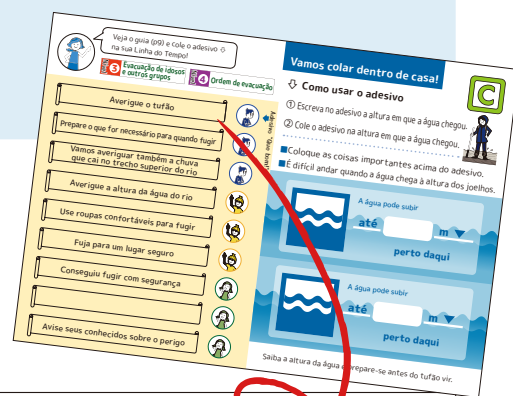 Veja o guia (p9) e Cole o adesivo
na sua Linha do Tempo!
Nível 3 Evacuação de idosos
e outros grupos
Nível 4 Ordem de evacuação
Averigue o tufão
Prepare o que for necessário para quando fugir
Vamos averiguar também a chuva
que cai no trecho superior do rio
Averigue a altura da água do rio
Use roupas confortáveis para fugir
Fuja para um lugar seguro
Conseguiu fugir com segurança
Avise seus conhecidos sobre o perigo
Adesivo "Que bom!"
Vamos colar dentro de casa!
C
Como usar o adesivo
① Escreva no adesivo a altura em que a água chegou.
② Cole o adesivo na altura em que a água chegou.
■Coloque as coisas importantes acima do adesivo.
■É difícil andar quando a água chega à altura dos joelhos.
A água pode subir
até m
perto daqui
A água pode subir
até m
perto daqui
Saiba a altura da água e prepare-se antes do tufão vir.